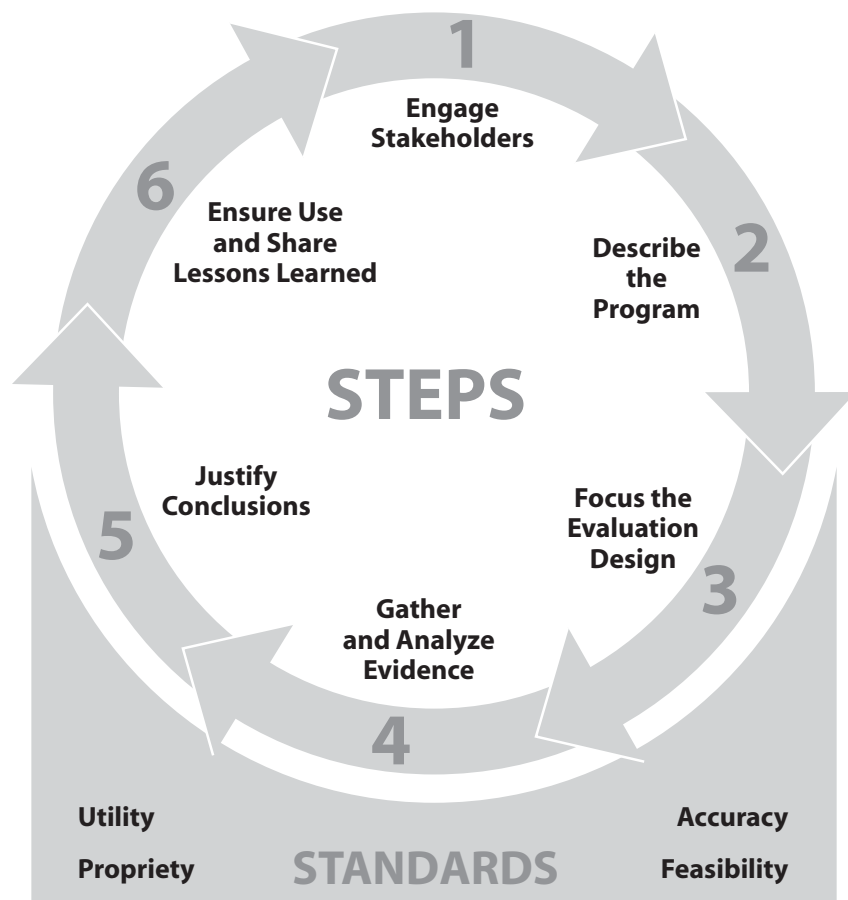 1
Engage
Stakeholders
2
Describe
the
Program
3
Focus the
Evaluation
Design
4
Gather
and Analyze
Evidence
5
Justify
Conclusions
6
Ensure Use
and Share
Lessons Learned
STEPS
Utility
Propriety
STANDARDS
Accuracy
Feasibility